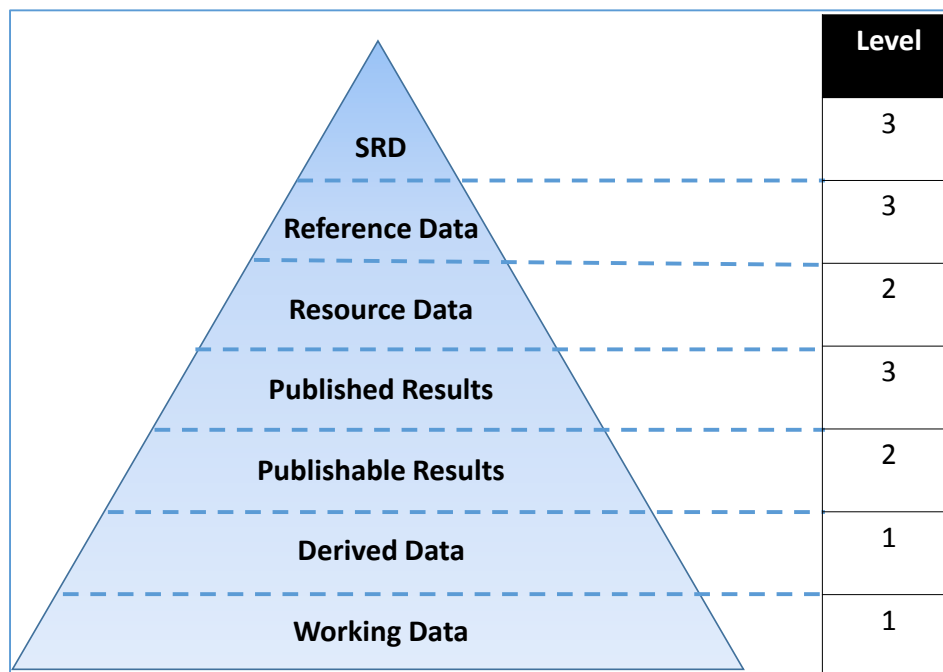 Level
SRD
3
Reference Data
3
Resource Data
2
Published Results
3
Publishable Results
2
Derived Data
1
Working Data
1